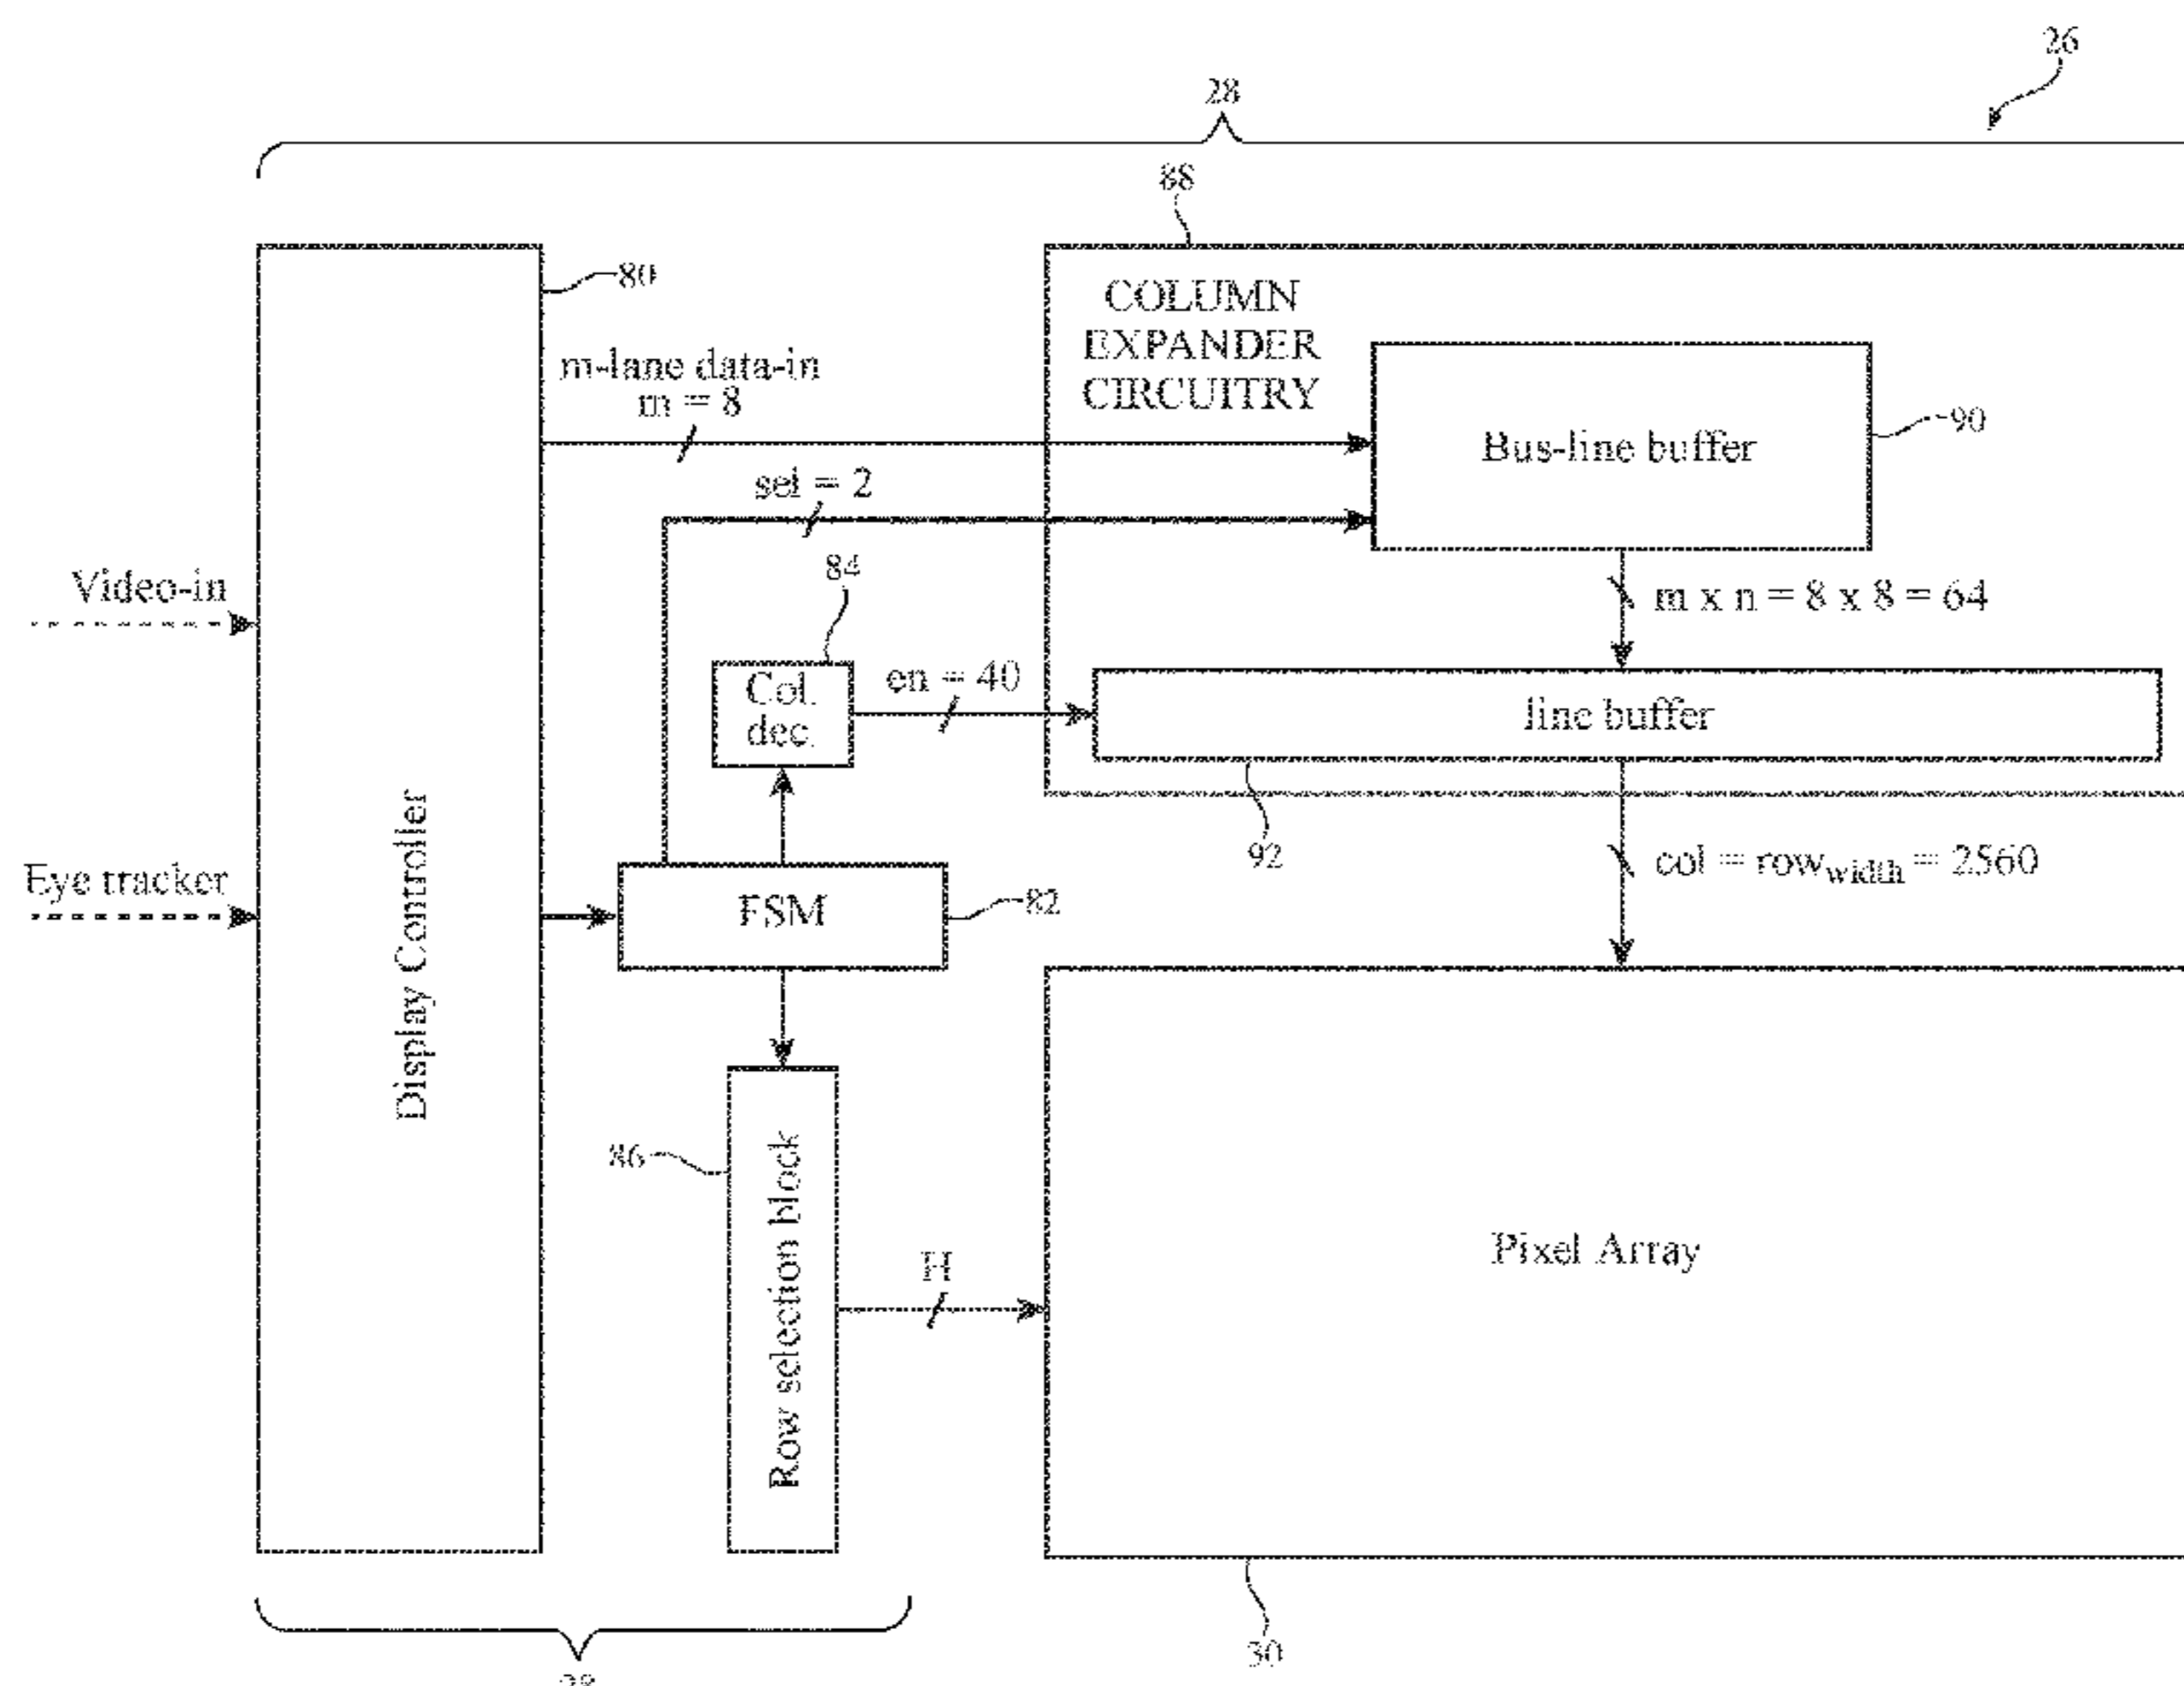 26
28
88
80
COLUMN
EXPANDER
CIRCUITRY
m-lane data-in
m = 8
Bus-line buffer
90
sel = 2
Video-in
84
m x n = 8 x 8 = 64
Col.
dec.
en = 40
line buffer
92
col = row_width = 2560
Eye tracker
Display Controller
FSM
82
86
Row selection block
H
Pixel Array
30